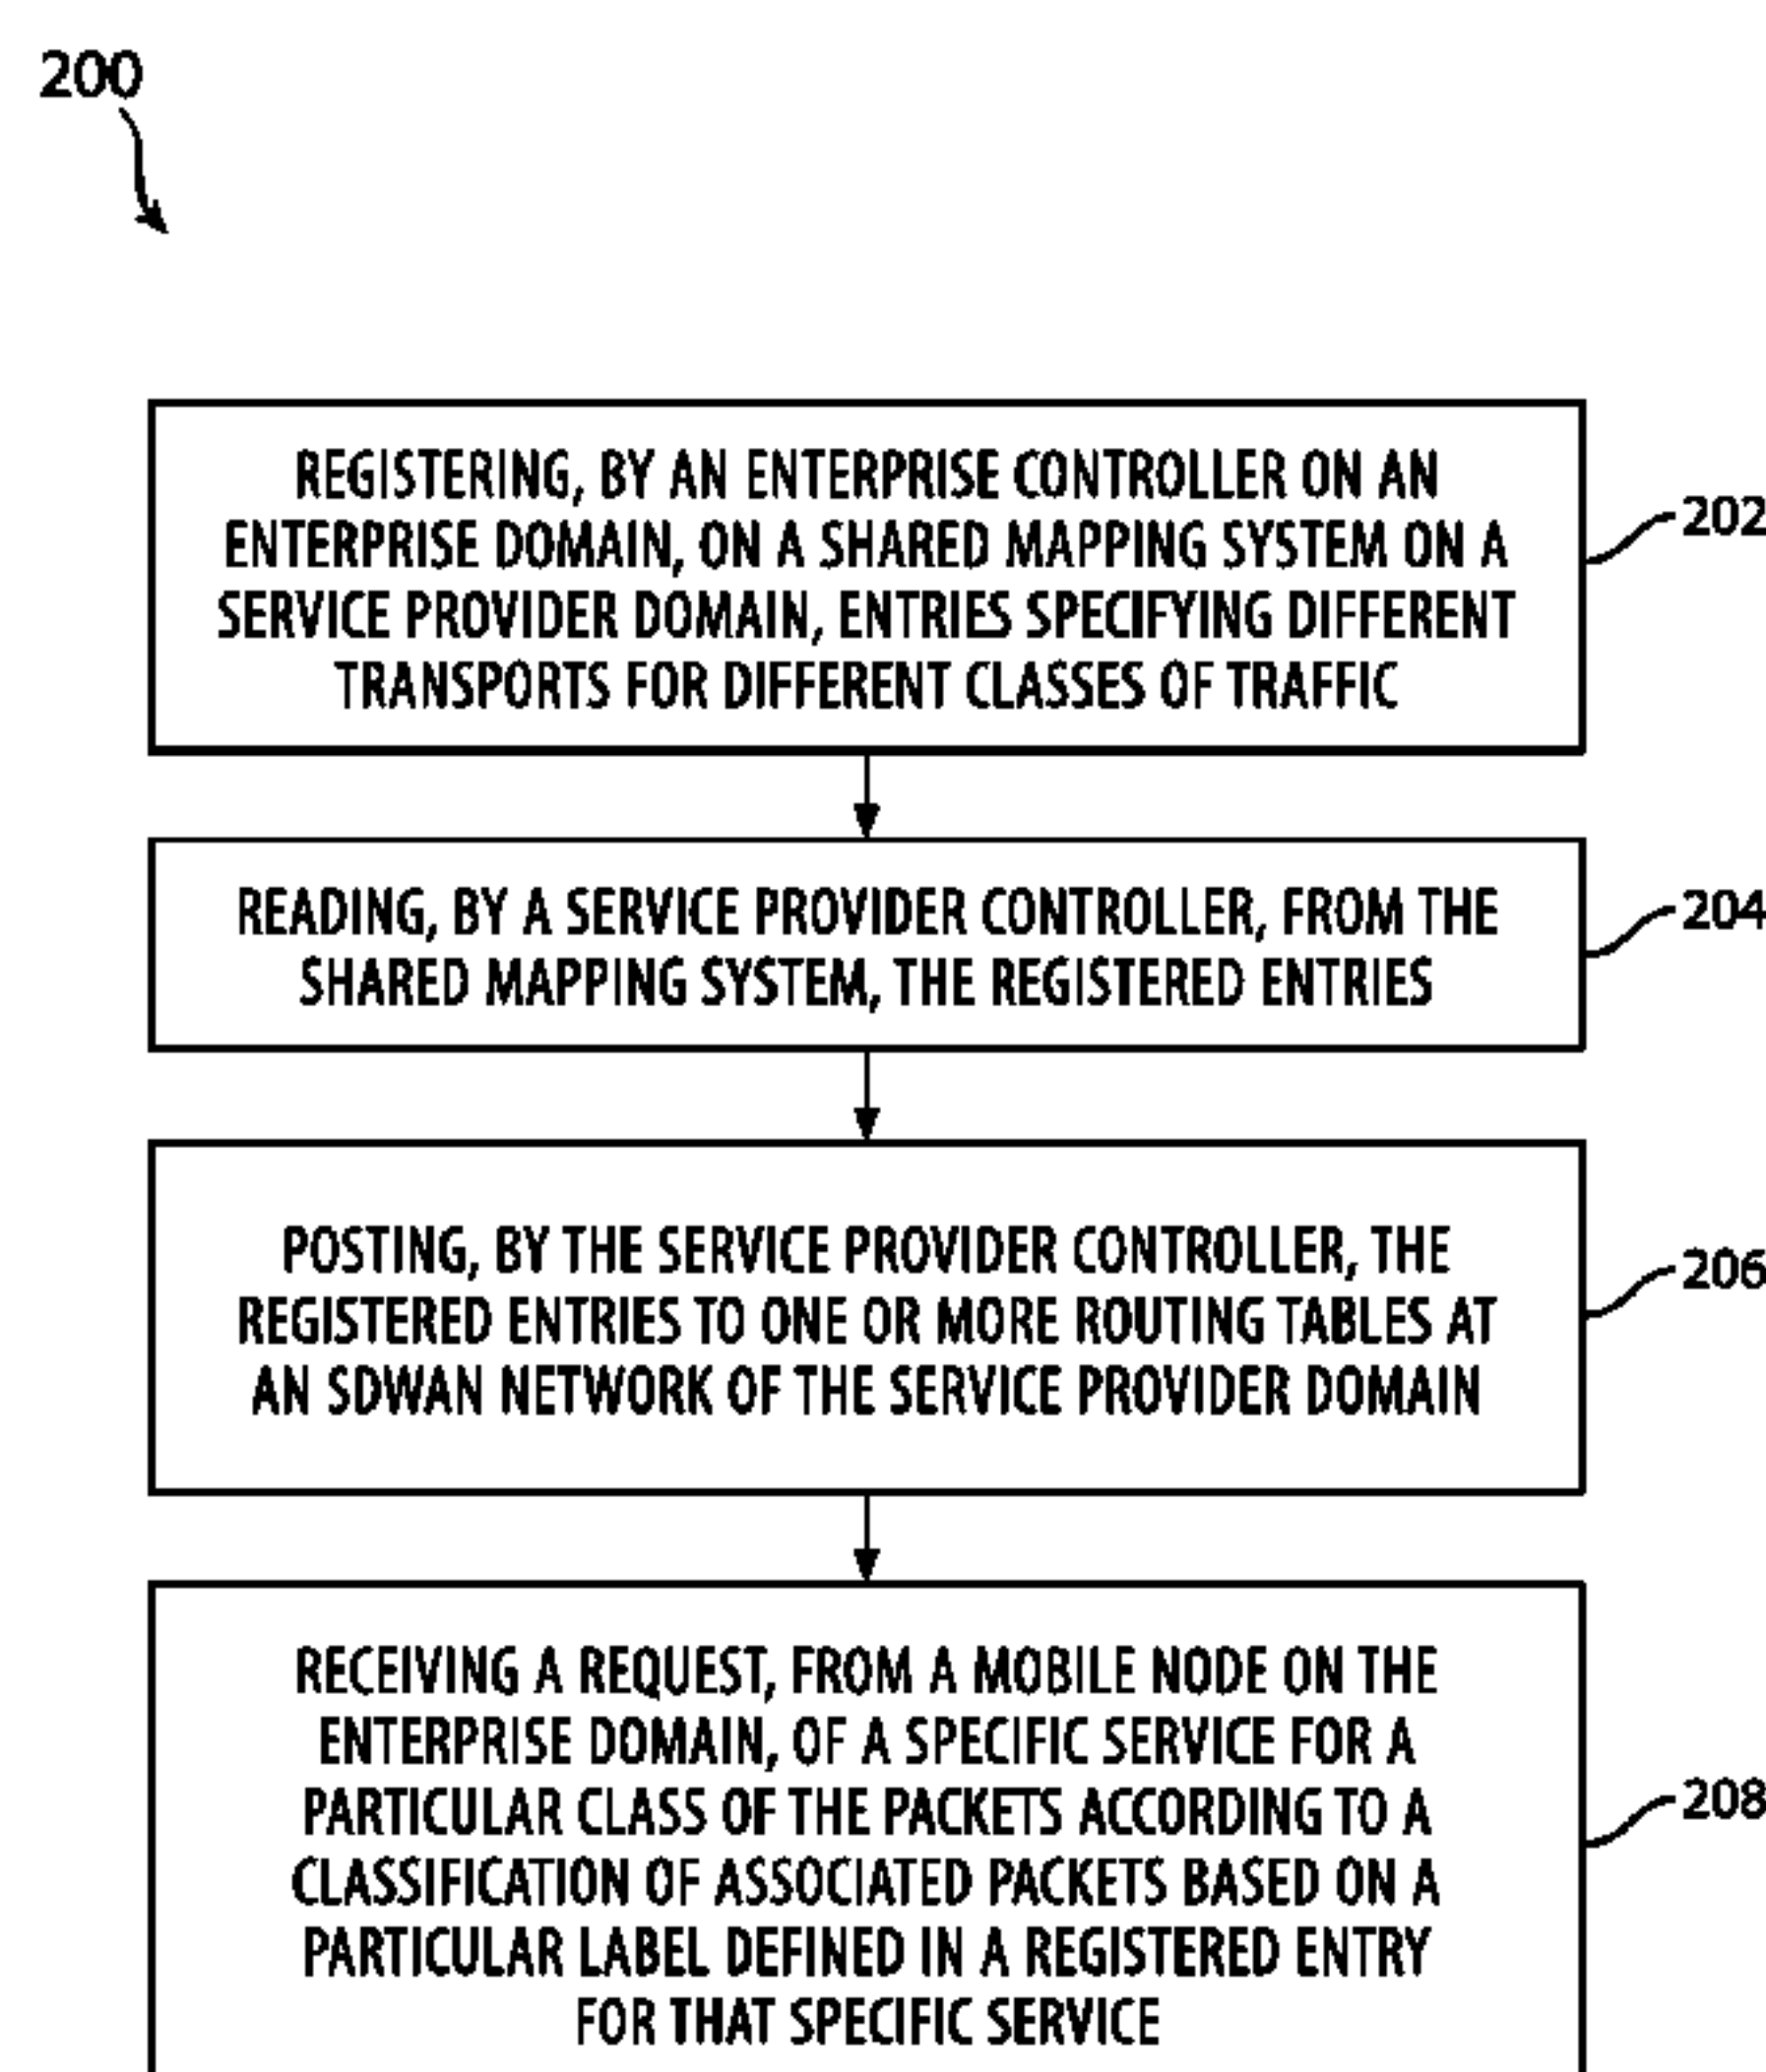 200
REGISTERING, BY AN ENTERPRISE CONTROLLER ON AN
ENTERPRISE DOMAIN, ON A SHARED MAPPING SYSTEM ON A
SERVICE PROVIDER DOMAIN, ENTRIES SPECIFYING DIFFERENT
TRANSPORTS FOR DIFFERENT CLASSES OF TRAFFIC
202
READING, BY A SERVICE PROVIDER CONTROLLER, FROM THE
SHARED MAPPING SYSTEM, THE REGISTERED ENTRIES
204
POSTING, BY THE SERVICE PROVIDER CONTROLLER, THE
REGISTERED ENTRIES TO ONE OR MORE ROUTING TABLES AT
AN SDWAN NETWORK OF THE SERVICE PROVIDER DOMAIN
206
RECEIVING A REQUEST, FROM A MOBILE NODE ON THE
ENTERPRISE DOMAIN, OF A SPECIFIC SERVICE FOR A
PARTICULAR CLASS OF THE PACKETS ACCORDING TO A
CLASSIFICATION OF ASSOCIATED PACKETS BASED ON A
PARTICULAR LABEL DEFINED IN A REGISTERED ENTRY
FOR THAT SPECIFIC SERVICE
208